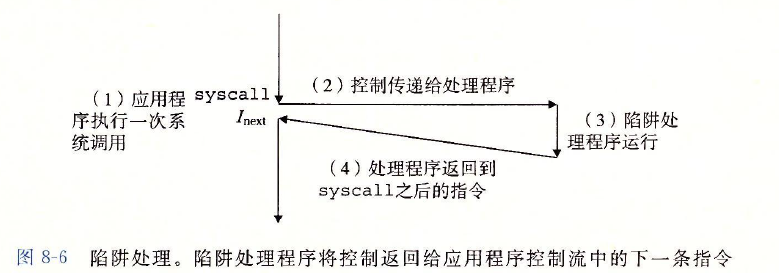 (2)控制传递给处理程序
(1)应用程
序执行一次系
统调用
syscall
Inext
(3)陷阱处
理程序运行
(4)处理程序返回到
syscall之后的指令
图 8-6 陷阱处理。陷阱处理程序将控制返回给应用程序控制流中的下一条指令